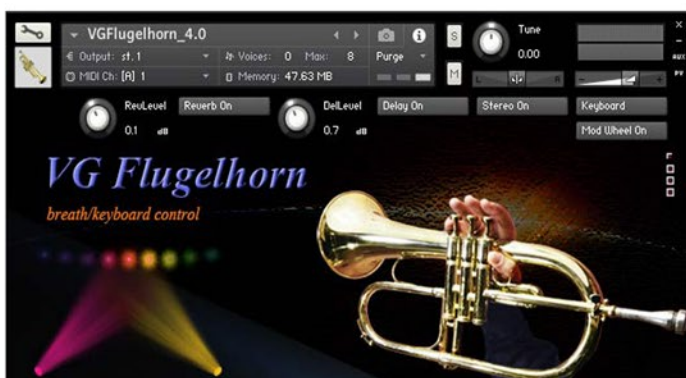 VGFlugelhorn_4.0
Output: st.1 Voices: 0 Max: 8 Purge
MIDI Ch: [A] 1 Memory: 47.63 MB
S
M
Tune
0.00
L R
x
AUX
PV
RevLevel Reverb On DelLevel Delay On Stereo On Keyboard
0.1 dB 0.7 dB Mod Wheel On
VG Flugelhorn
breath/keyboard control